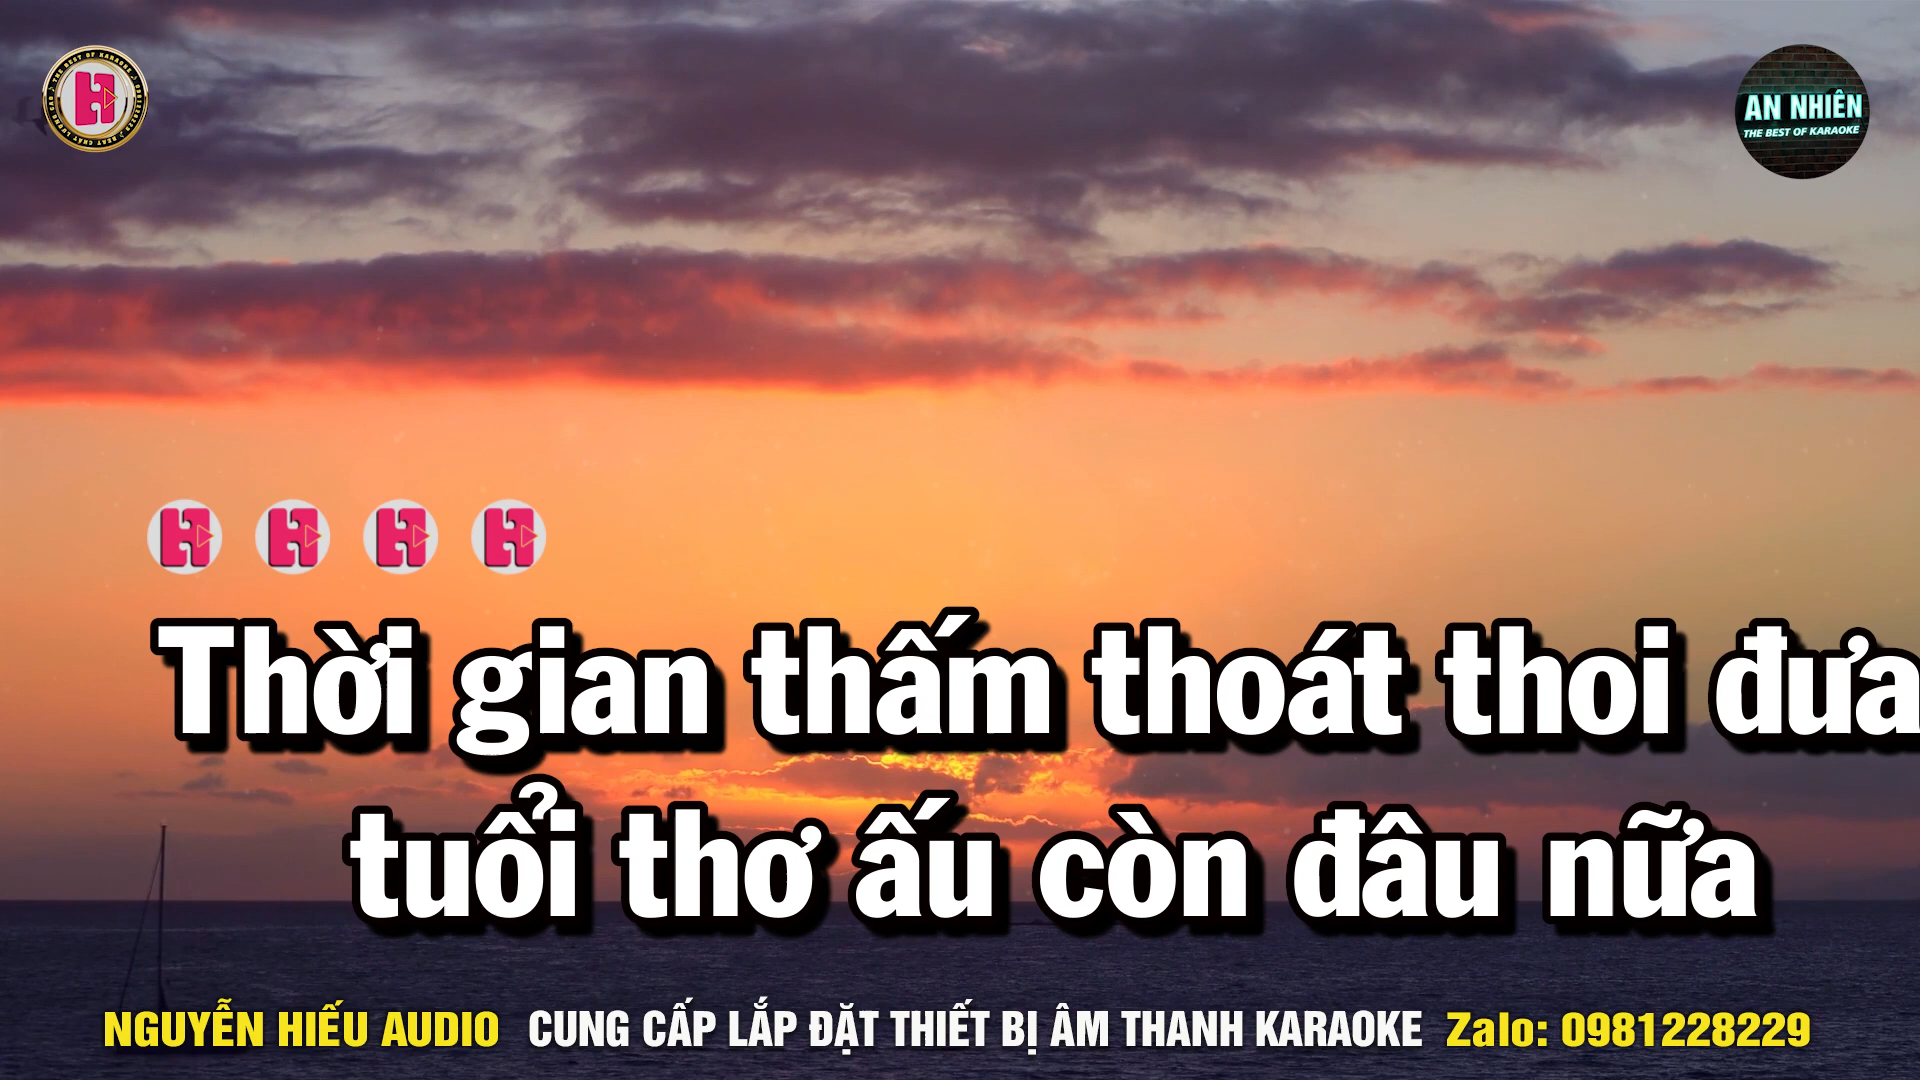 AN NHIÊN
THE BEST OF KARAOKE
Thời gian thấm thoát thoi đưa
tuổi thơ ấu còn đâu nữa
NGUYỄN HIẾU AUDIO CUNG CẤP LẮP ĐẶT THIẾT BỊ ÂM THANH KARAOKE Zalo: 0981228229